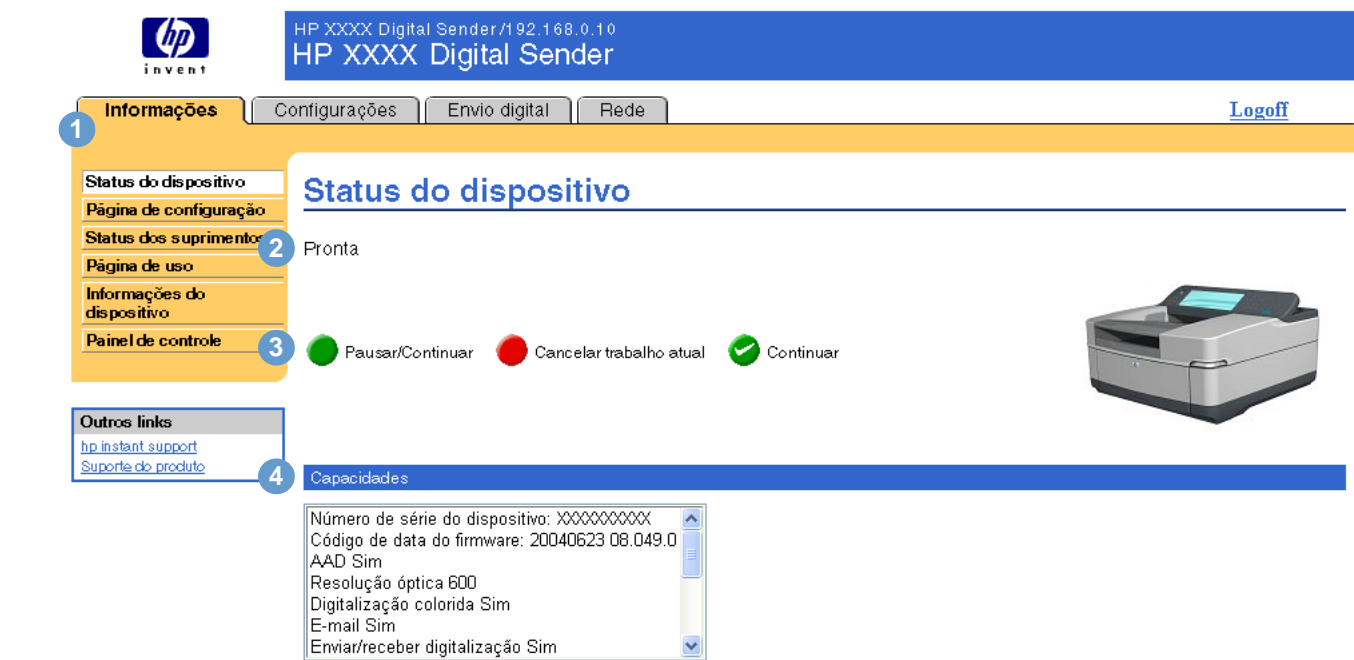 hp
invent
HP XXXX Digital Sender/192.168.0.10
HP XXXX Digital Sender
Informações
Configurações
Envio digital
Rede
Logoff
1
Status do dispositivo
Página de configuração
Status dos suprimentos
Página de uso
Informações do
dispositivo
Painel de controle
Outros links
hp instant support
Suporte do produto
Status do dispositivo
2
Pronta
3
Pausar/Continuar
Cancelar trabalho atual
Continuar
4
Capacidades
Número de série do dispositivo: XXXXXXXXXX
Código de data do firmware: 20040623 08.049.0
AAD Sim
Resolução óptica 600
Digitalização colorida Sim
E-mail Sim
Enviar/receber digitalização Sim